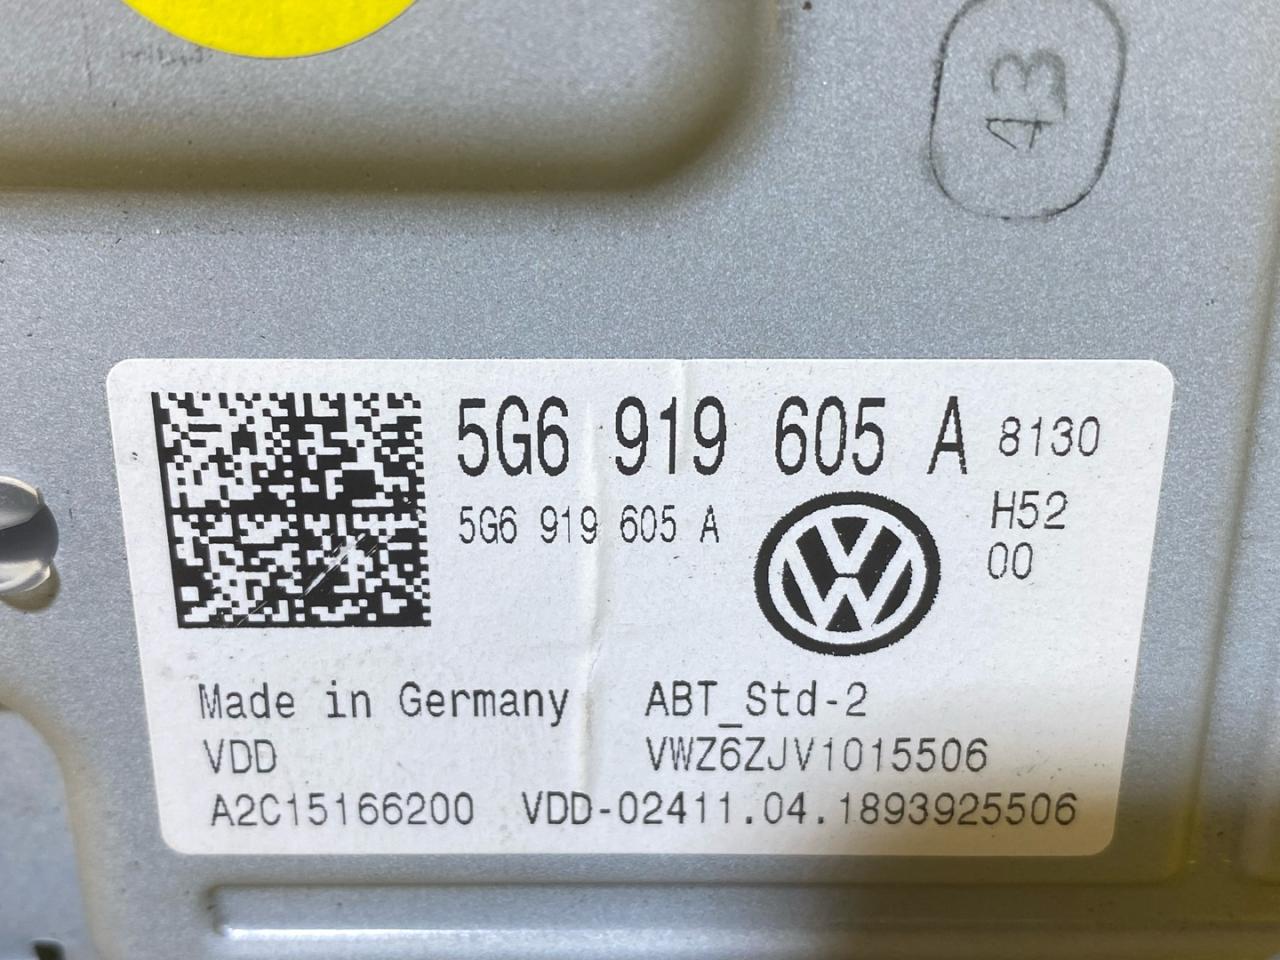 43
5G6 919 605 A 8130
5G6 919 605 A
H52
00
Made in Germany ABT_Std-2
VDD VWZ6ZJV1015506
A2C15166200 VDD-02411.04.1893925506